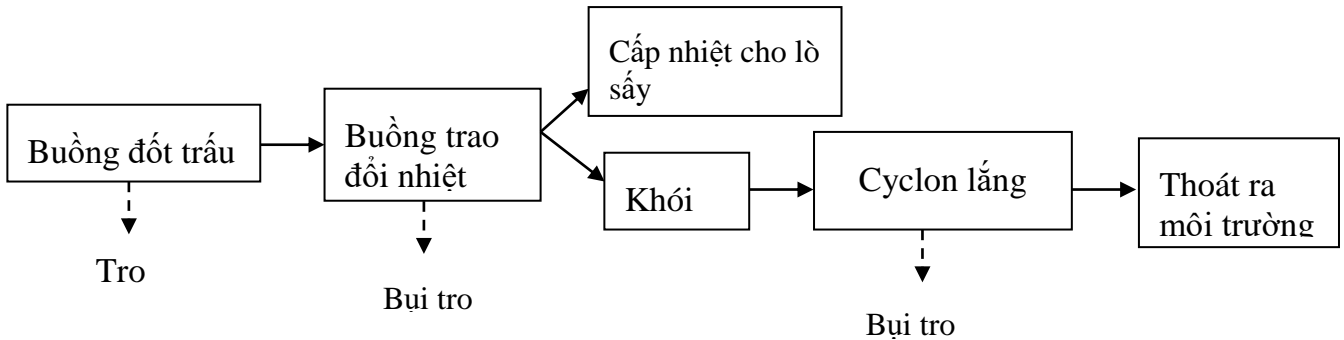 Buồng đốt trấu
Tro
Buồng trao
đổi nhiệt
Bụi tro
Cấp nhiệt cho lò
sấy
Khói
Cyclon lắng
Bụi tro
Thoát ra
môi trường